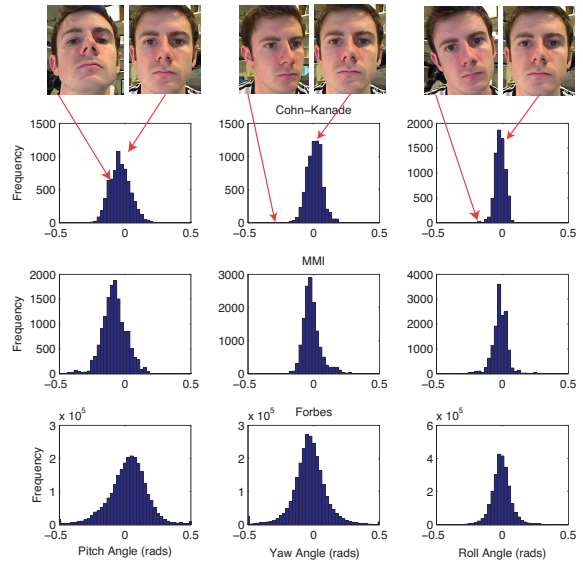 Cohn-Kanade
1500
1000
500
0
-0.5 0 0.5
Frequency
1500
1000
500
0
-0.5 0 0.5
2000
1500
1000
500
0
-0.5 0 0.5
MMI
2000
1500
1000
500
0
-0.5 0 0.5
Frequency
3000
2000
1000
0
-0.5 0 0.5
4000
3000
2000
1000
0
-0.5 0 0.5
Forbes
x 10^5
3
2
1
0
-0.5 0 0.5
Frequency
Pitch Angle (rads)
x 10^5
3
2
1
0
-0.5 0 0.5
Yaw Angle (rads)
x 10^5
6
4
2
0
-0.5 0 0.5
Roll Angle (rads)